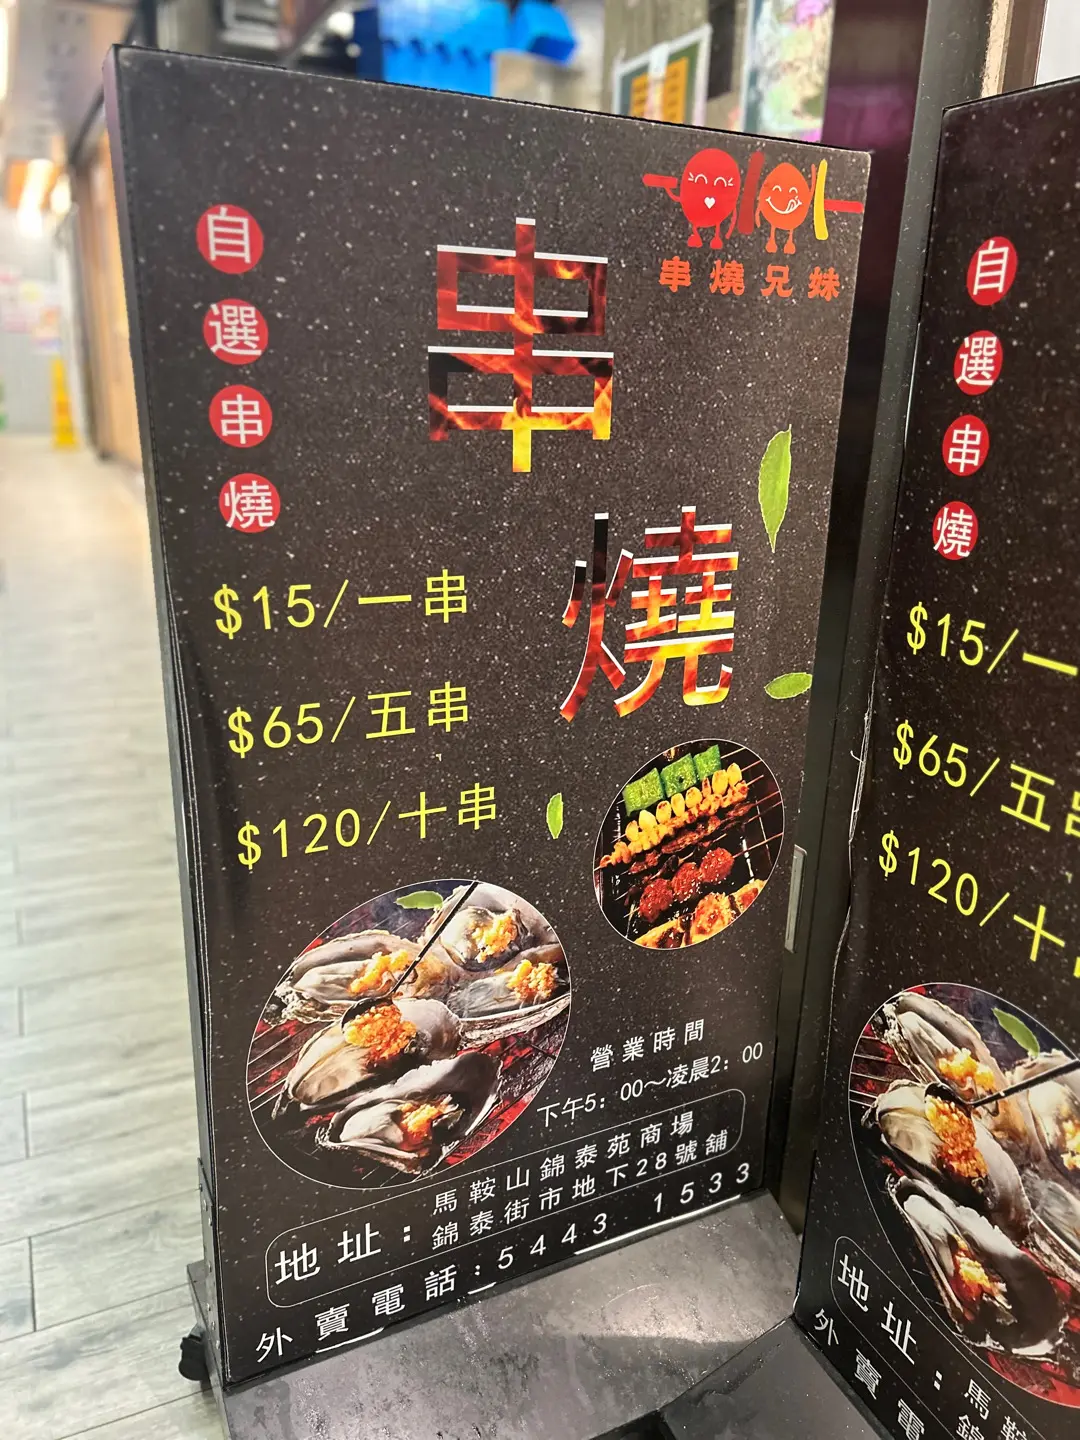 串燒兄妹
自選串燒
串燒
$15/一串
$65/五串
$120/十串
營業時間
下午5：00～凌晨2：00
地址：馬鞍山錦泰苑商場
錦泰街市地下28號舖
外賣電話：5443 1533
自選串燒
$15/一
$65/五串
$120/十
地址：馬鞍
錦
外賣電